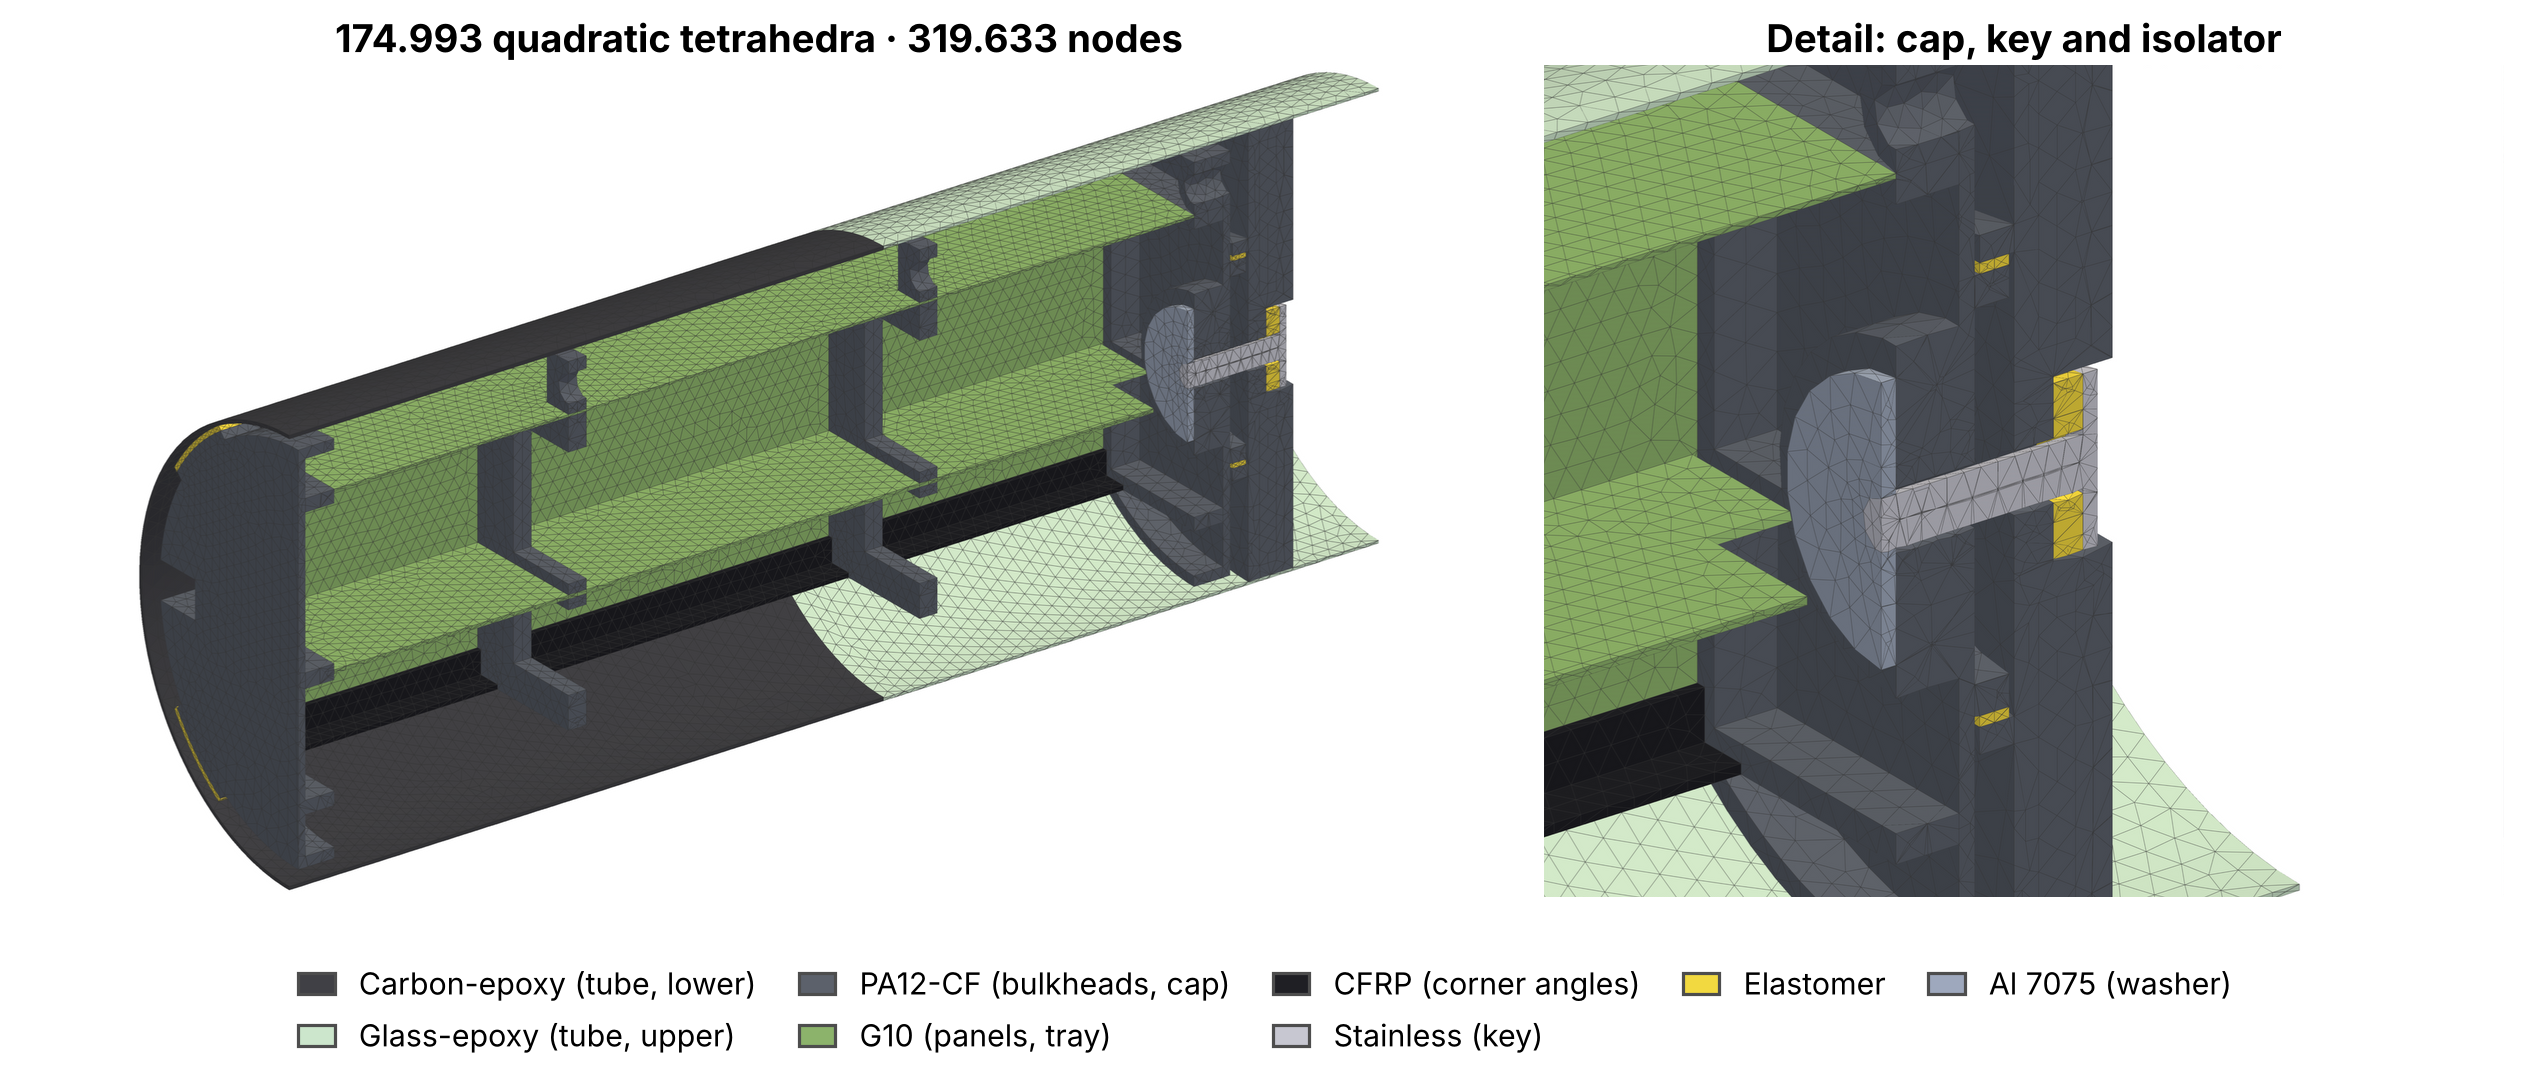 174.993 quadratic tetrahedra · 319.633 nodes
Detail: cap, key and isolator
Carbon-epoxy (tube, lower)
PA12-CF (bulkheads, cap)
CFRP (corner angles)
Elastomer
Al 7075 (washer)
Glass-epoxy (tube, upper)
G10 (panels, tray)
Stainless (key)